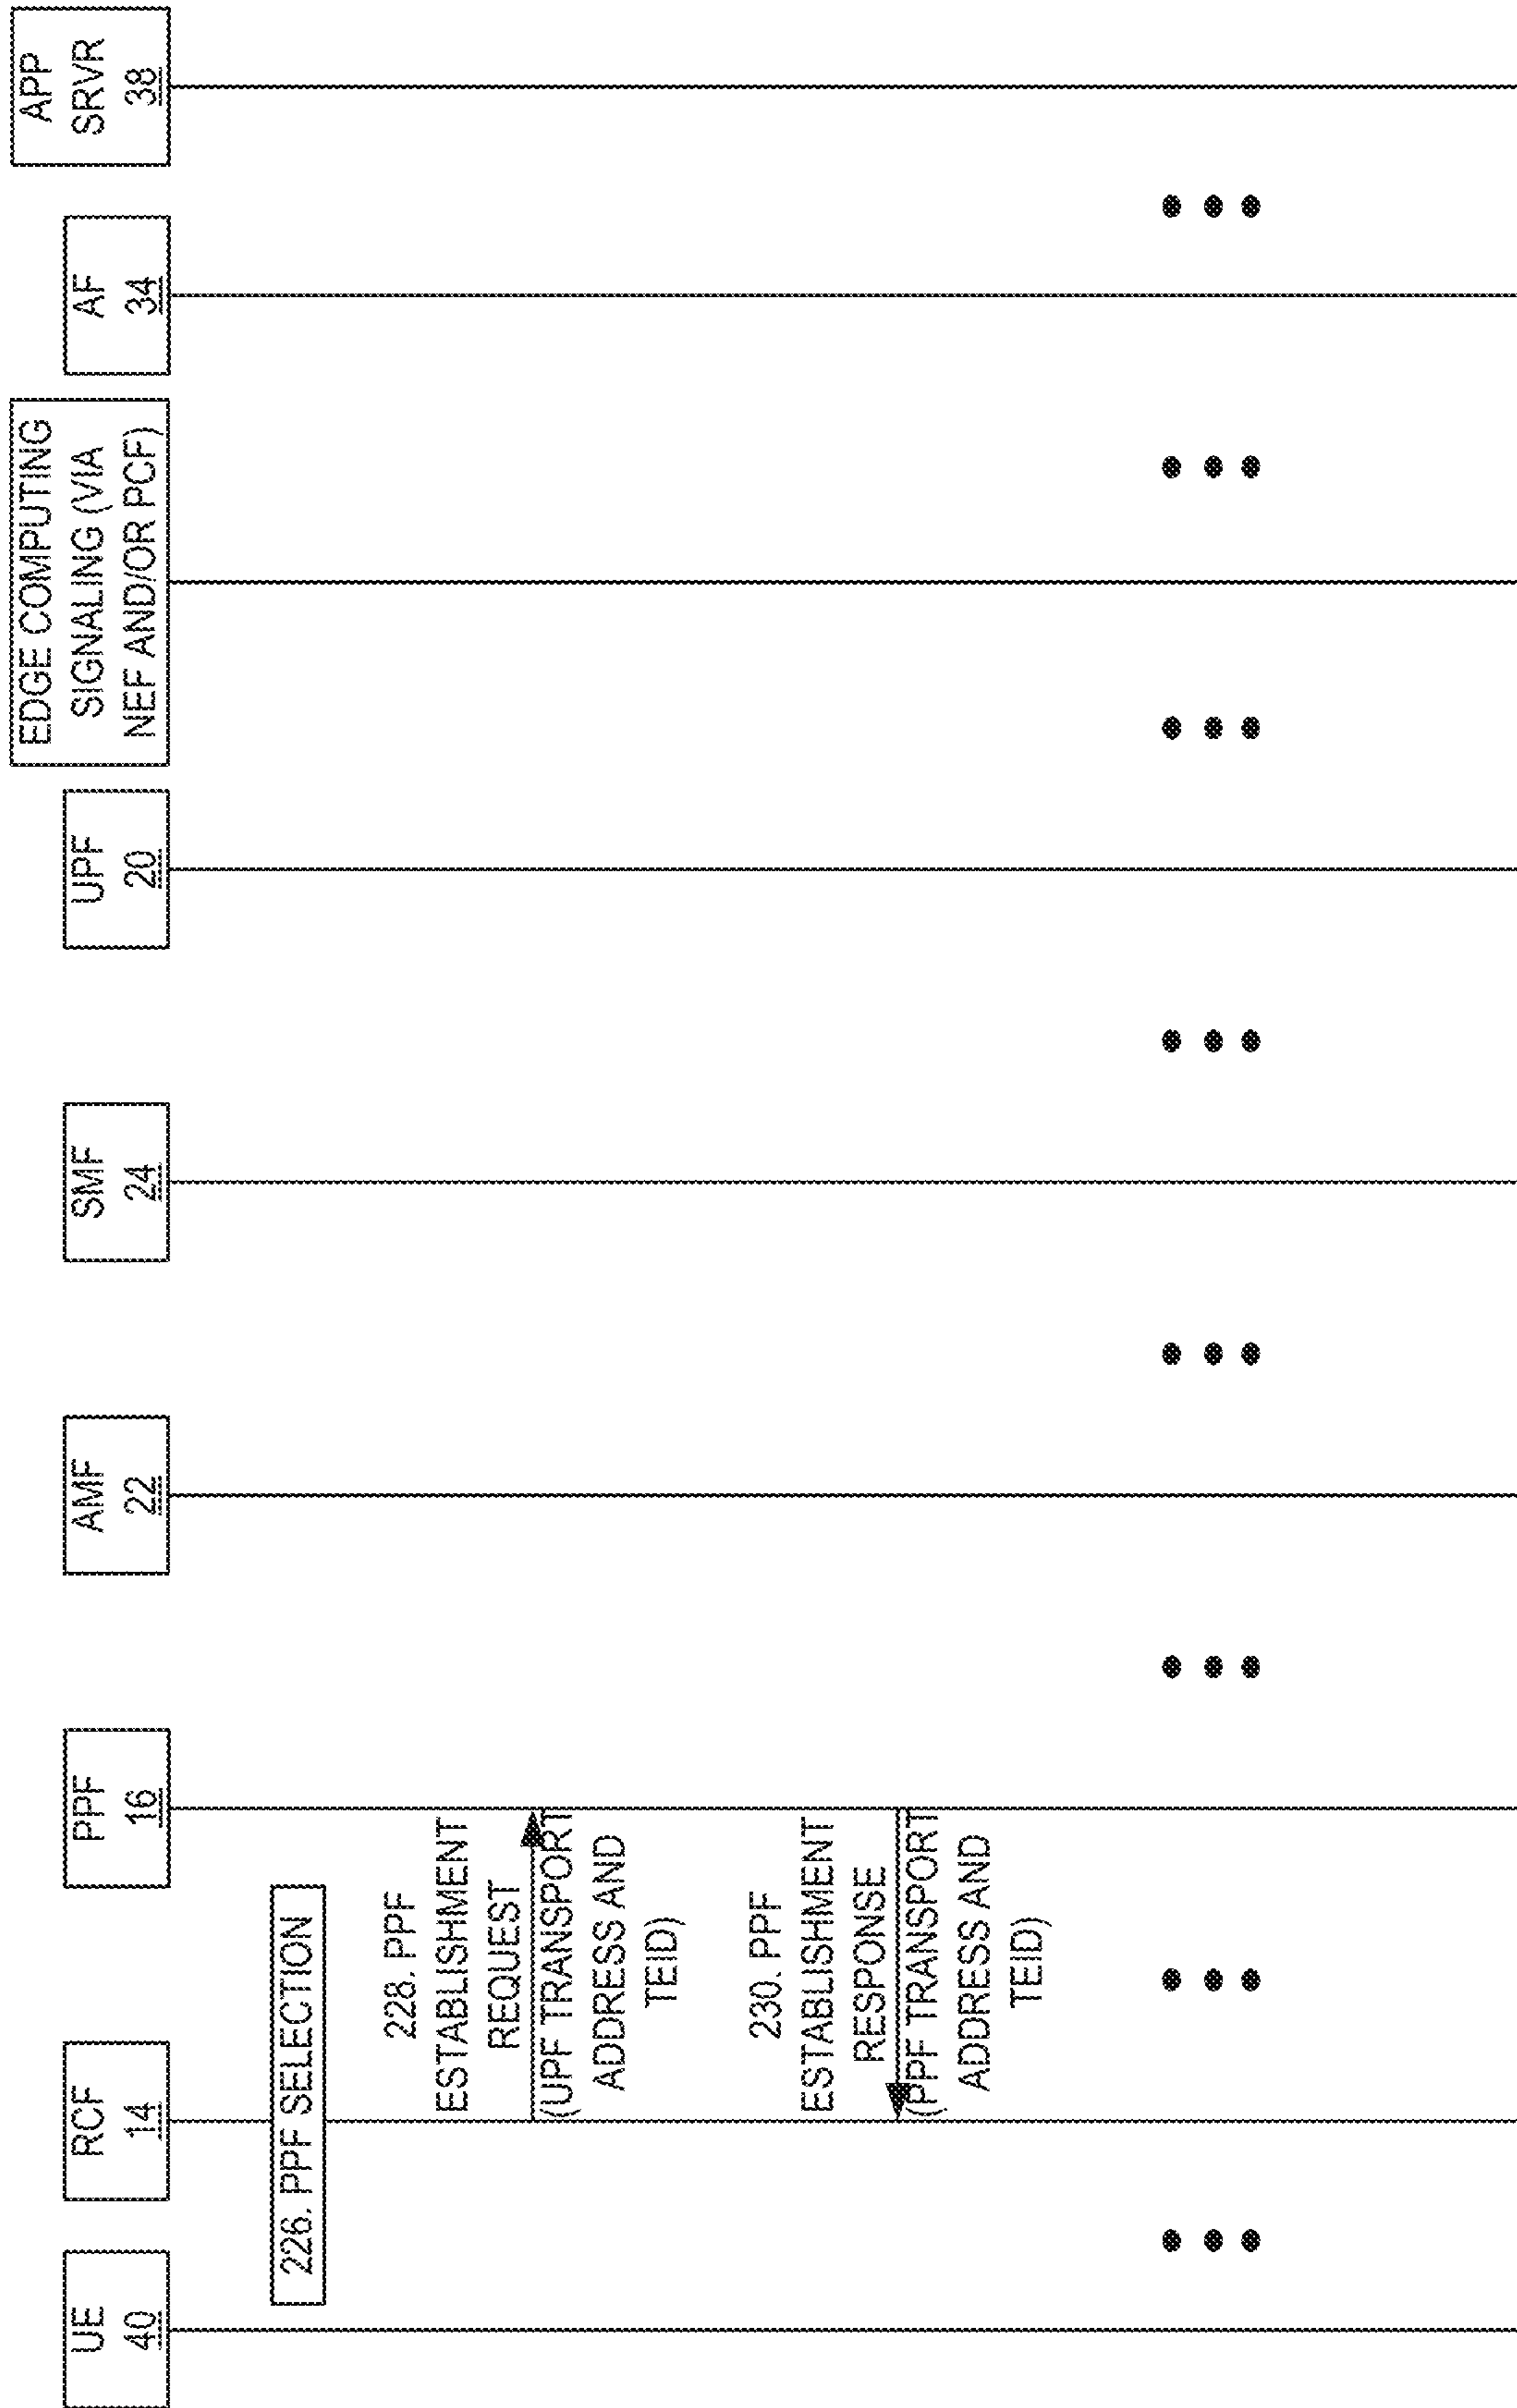 UE
40
RCF
14
PPF
16
AMF
22
SMF
24
UPF
20
EDGE COMPUTING
SIGNALING (VIA
NEF AND/OR PCF)
AF
34
APP
SRVR
38
226. PPF SELECTION
228. PPF
ESTABLISHMENT
REQUEST
(UPF TRANSPORT
ADDRESS AND
TEID)
230. PPF
ESTABLISHMENT
RESPONSE
(PPF TRANSPORT
ADDRESS AND
TEID)